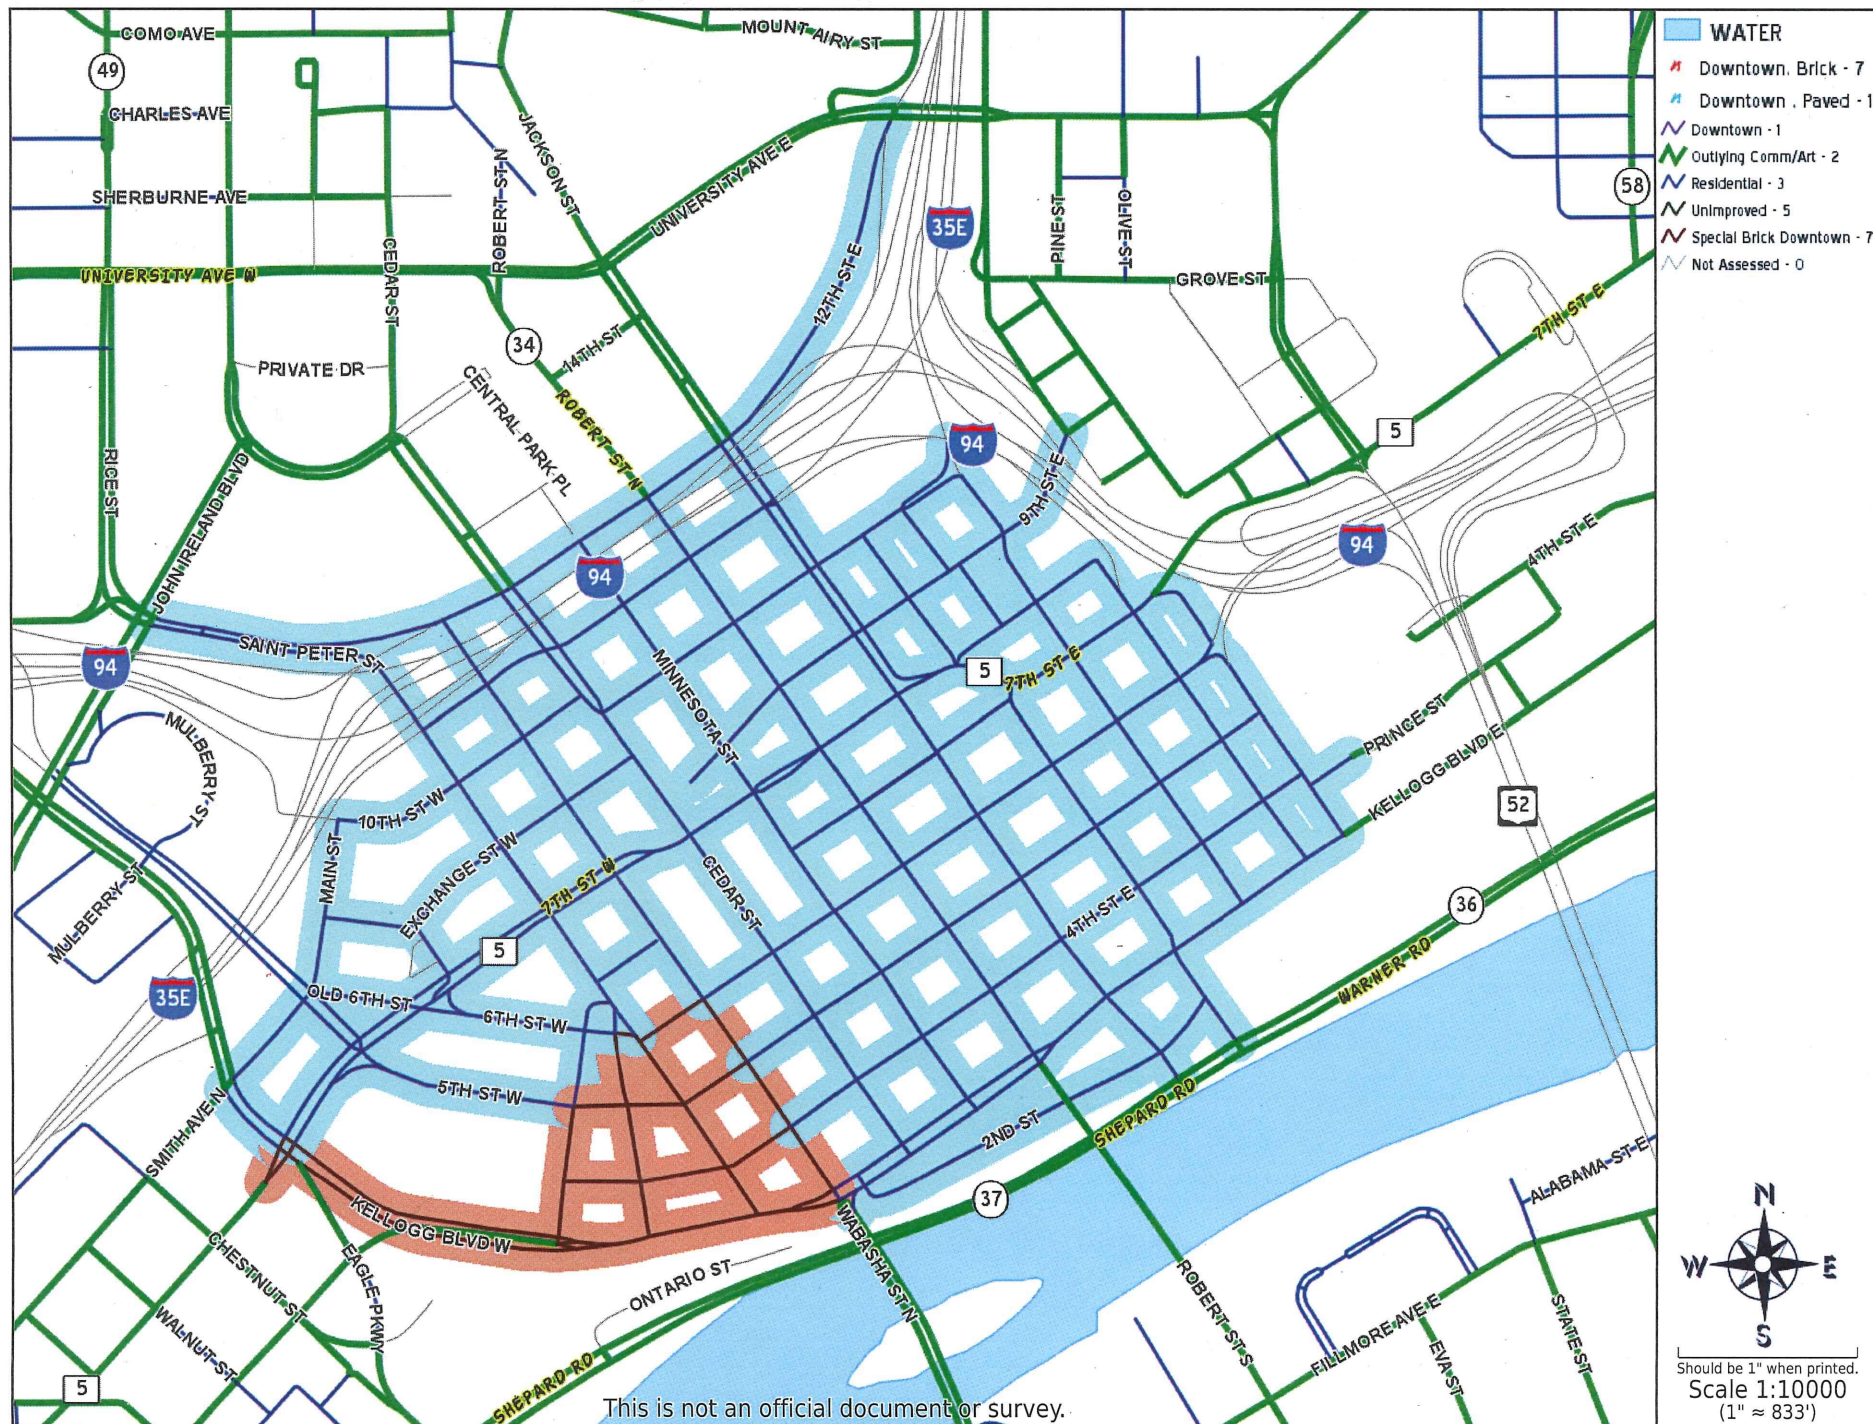 COMO AVE
MOUNT AIRY ST
49
CHARLES AVE
JACKSON ST
ROBERT ST N
UNIVERSITY AVE E
SHERBURNE AVE
35E
PINE ST
OLIVE ST
58
UNIVERSITY AVE W
CEDAR ST
12TH ST E
GROVE ST
7TH ST E
34
14TH ST
PRIVATE DR
CENTRAL PARK PL
ROBERT ST N
5
94
RICE ST
JOHN IRELAND BLVD
9TH ST E
94
4TH ST E
94
SAINT PETER ST
94
MINNESOTA ST
5
7TH ST E
MULBERRY ST
PRINCE ST
KELLOGG BLVD E
52
10TH ST W
MAIN ST
EXCHANGE ST W
7TH ST W
CEDAR ST
MULBERRY ST
4TH ST E
36
5
WARNER RD
35E
OLD 6TH ST
6TH ST W
5TH ST W
SMITH AVE N
2ND ST
SHEPARD RD
ALABAMA ST E
37
KELLOGG BLVD W
WABASHA ST N
CHESTNUT ST
EAGLE PKWY
ONTARIO ST
ROBERT ST S
WALNUT ST
FILLMORE AVE E
EVA ST
STATE ST
5
SHEPARD RD
This is not an official document or survey.
WATER
Downtown. Brick - 7
Downtown . Paved - 1
Downtown - 1
Outlying Comm/Art - 2
Residential - 3
Unimproved - 5
Special Brick Downtown - 7
Not Assessed - 0
N
W E
S
Should be 1" when printed.
Scale 1:10000
(1" ≈ 833')